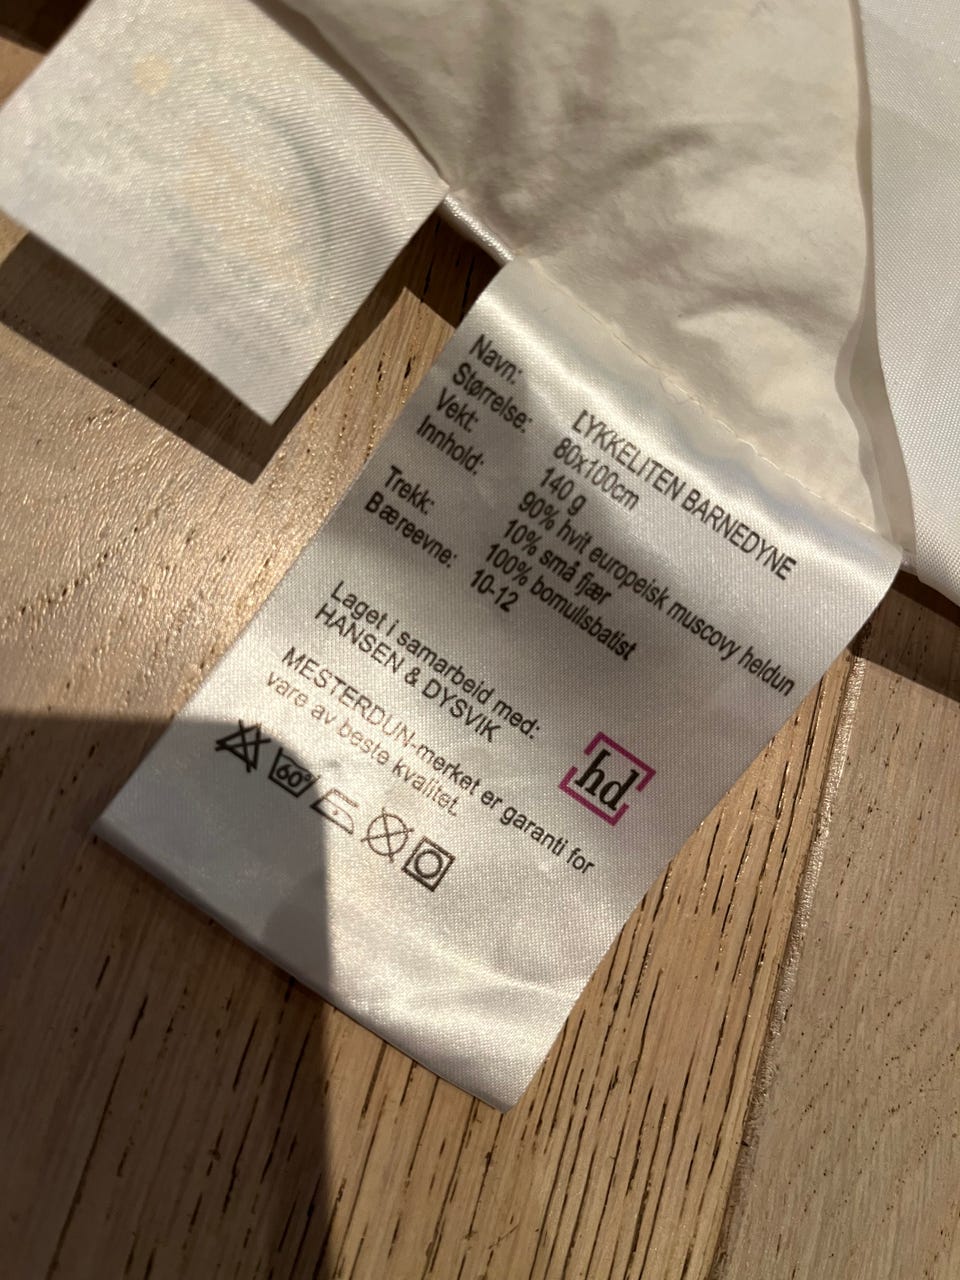 Navn: LYKKELITEN BARNEDYNE
Størrelse: 80x100cm
Vekt: 140 g
Innhold: 90% hvit europeisk muscovy heldun
10% små fjær
Trekk: 100% bomullsbatist
Bæreevne: 10-12
Laget i samarbeid med:
HANSEN & DYSVIK
hd
MESTERDUN-merket er garanti for
vare av beste kvalitet.
60°